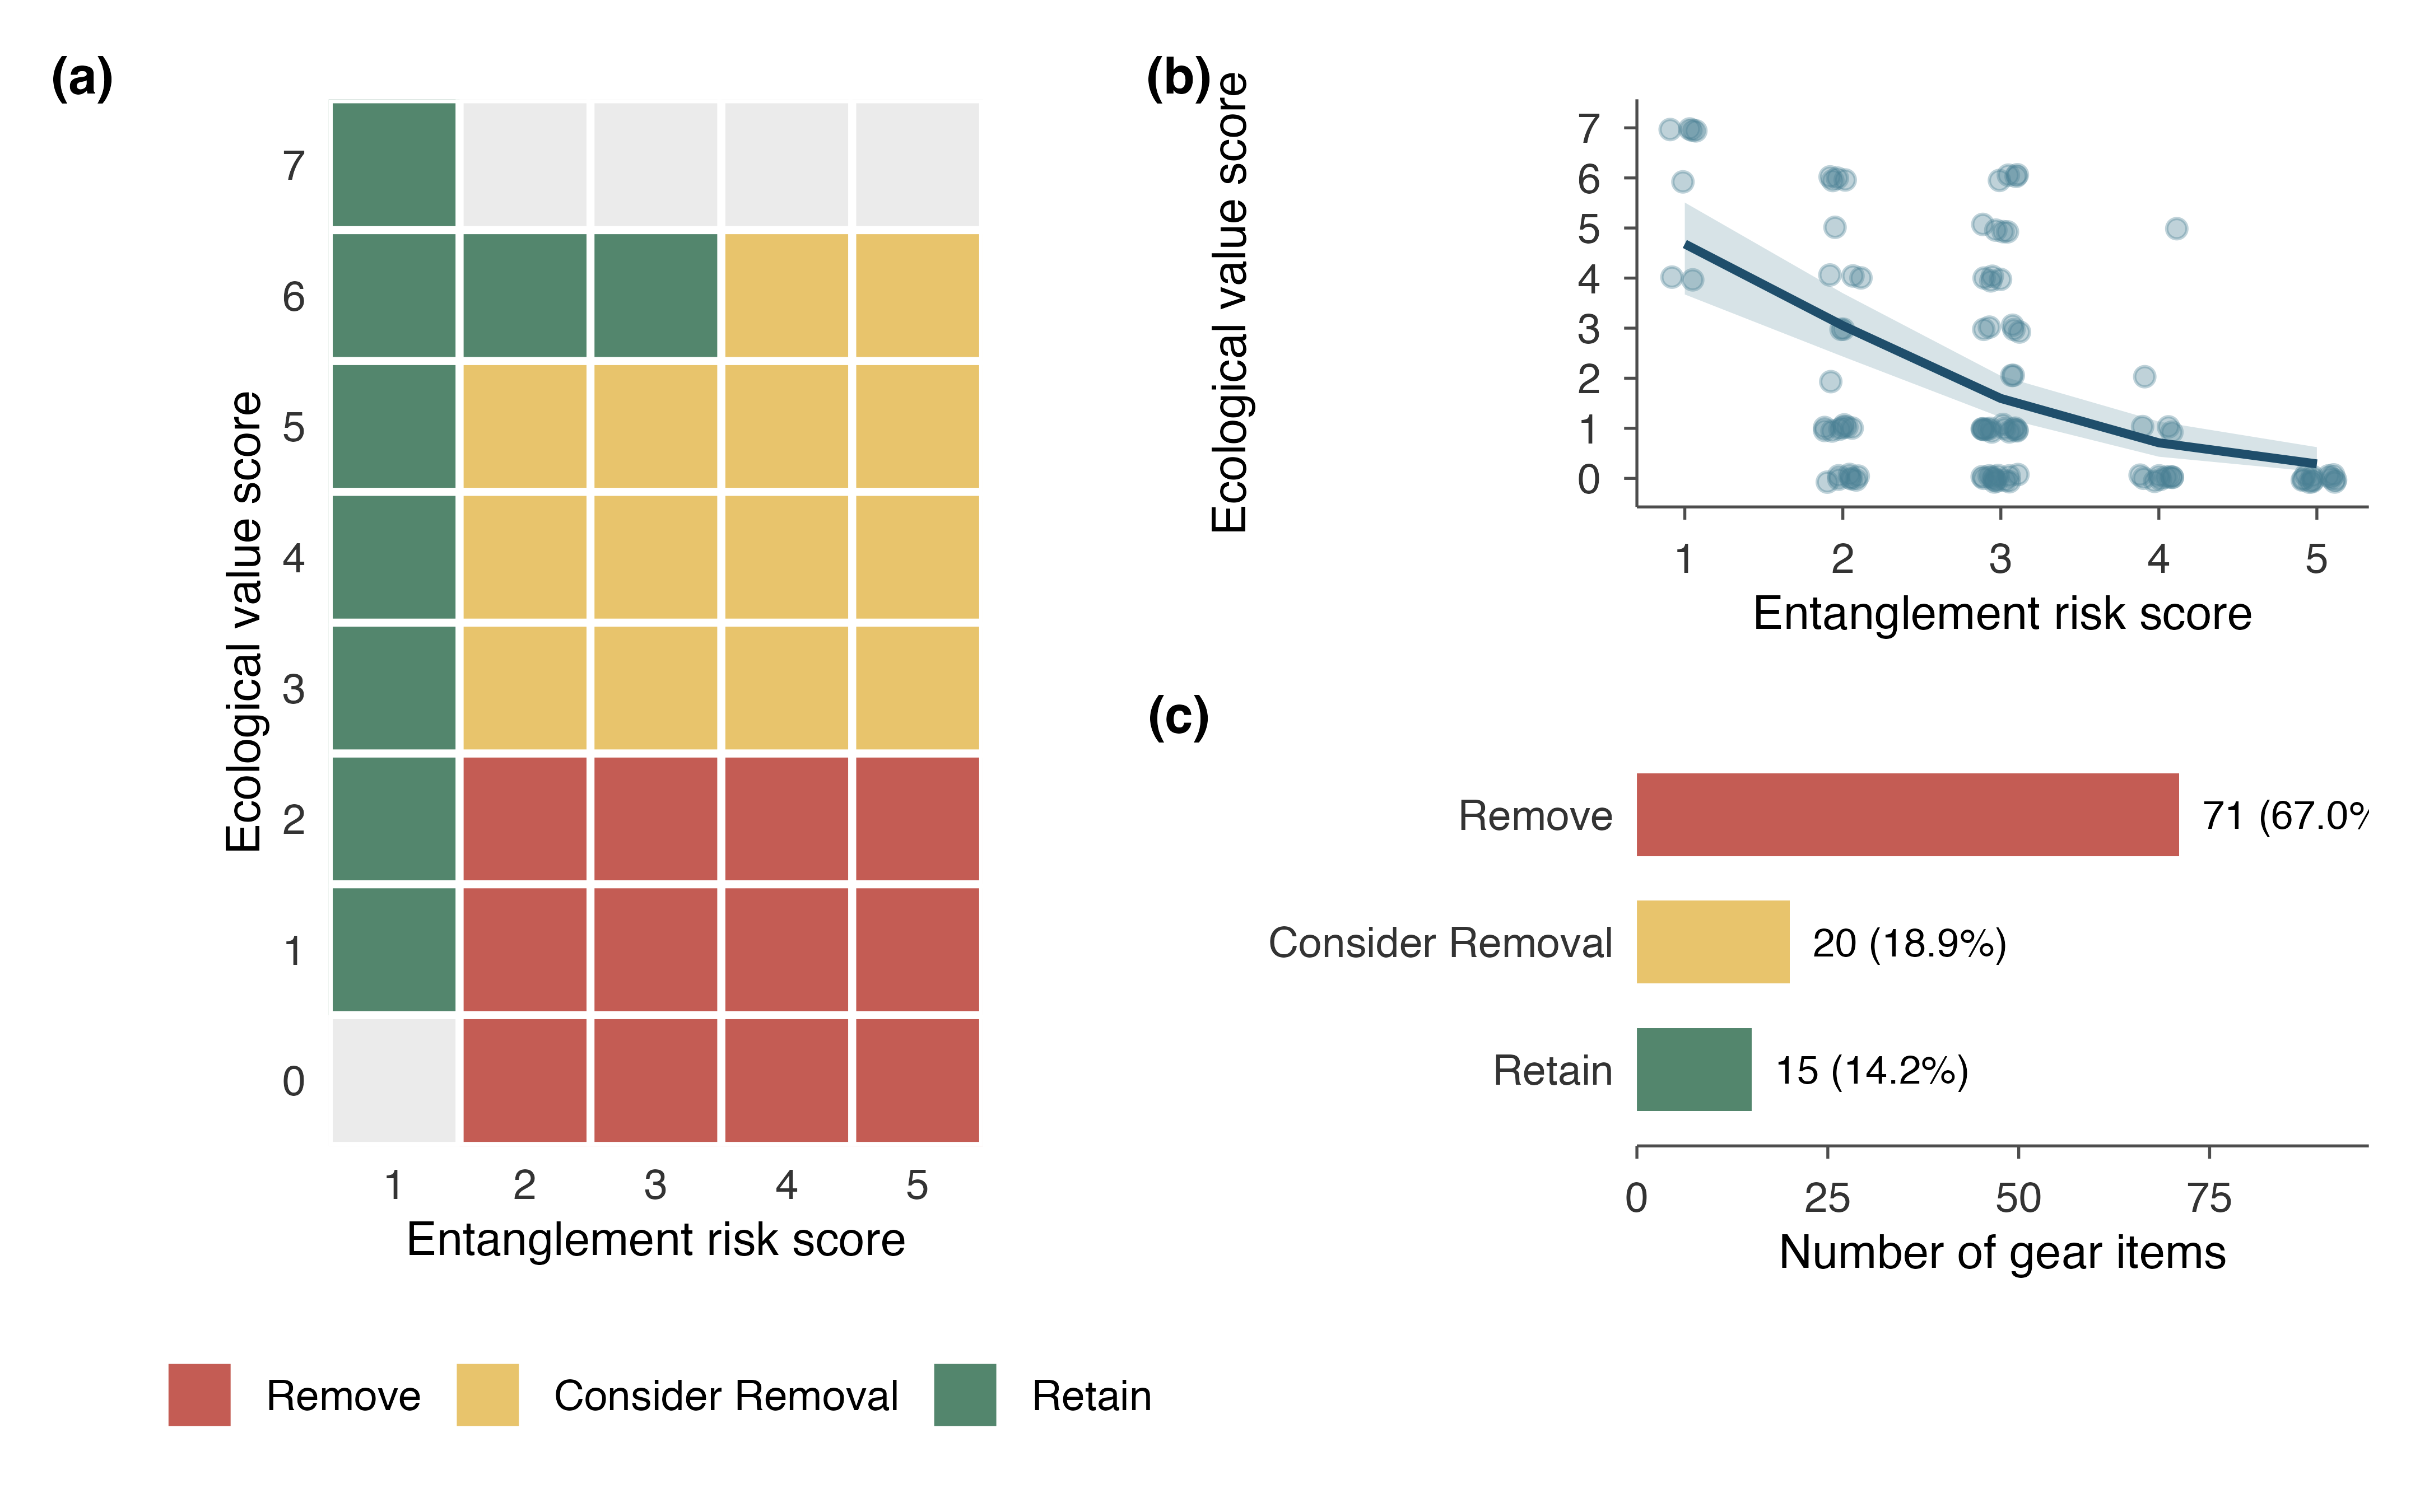 (a)
Ecological value score
7
6
5
4
3
2
1
0
1 2 3 4 5
Entanglement risk score
Remove Consider Removal Retain
(b)
Ecological value score
7
6
5
4
3
2
1
0
1 2 3 4 5
Entanglement risk score
(c)
Remove 71 (67.0%
Consider Removal 20 (18.9%)
Retain 15 (14.2%)
0 25 50 75
Number of gear items